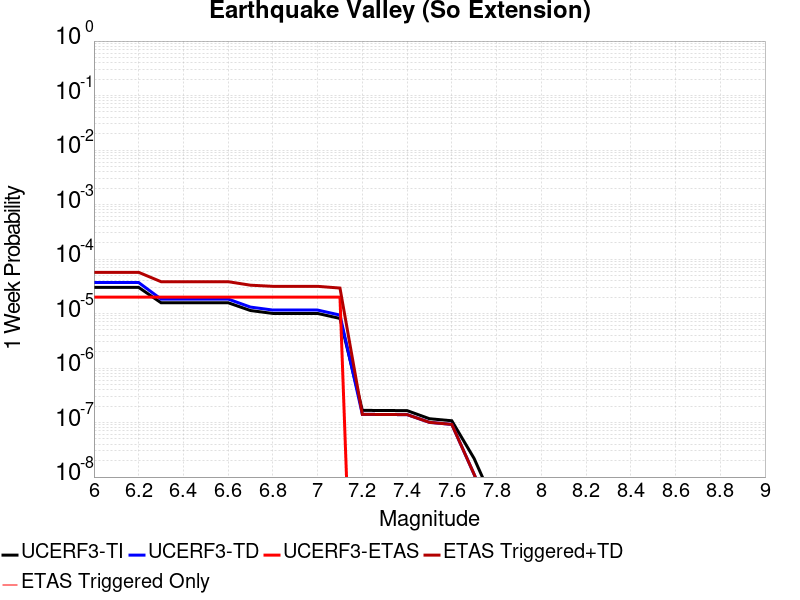 Earthquake Valley (So Extension)
10^0
10^-1
10^-2
10^-3
10^-4
10^-5
10^-6
10^-7
10^-8
1 Week Probability
6 6.2 6.4 6.6 6.8 7 7.2 7.4 7.6 7.8 8 8.2 8.4 8.6 8.8 9
Magnitude
UCERF3-TI UCERF3-TD UCERF3-ETAS ETAS Triggered+TD
ETAS Triggered Only